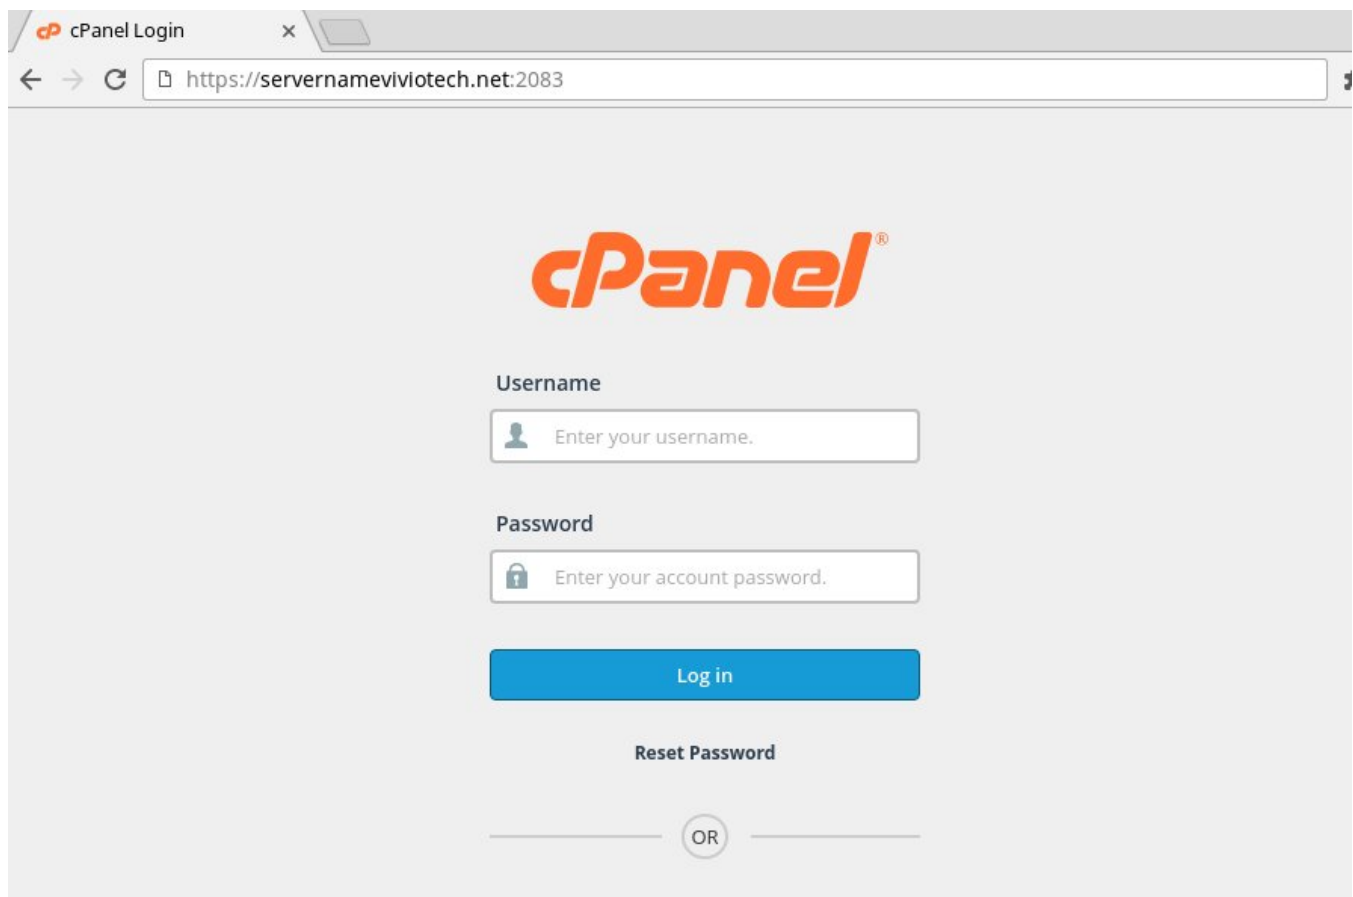 cP cPanel Login
https://servernameviviotech.net:2083
cPanel®
Username
Enter your username.
Password
Enter your account password.
Log in
Reset Password
OR